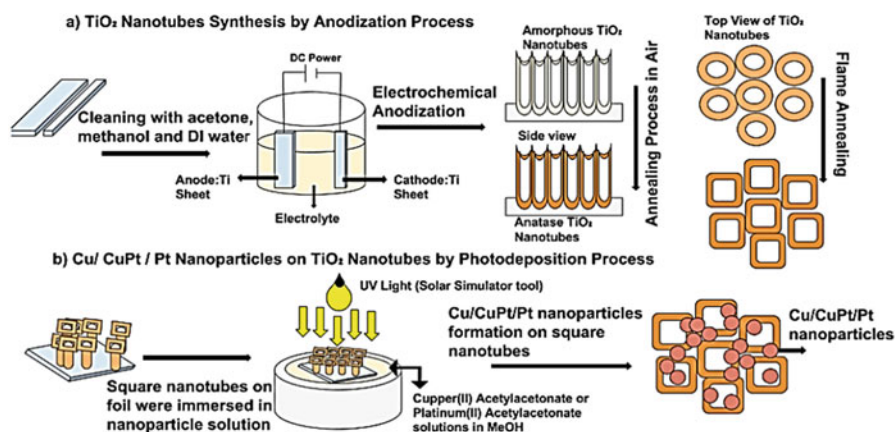 a) TiO₂ Nanotubes Synthesis by Anodization Process
DC Power
Cleaning with acetone,
methanol and DI water
Anode:Ti
Sheet
Electrolyte
Cathode:Ti
Sheet
Electrochemical
Anodization
Amorphous TiO₂
Nanotubes
Side view
Anatase TiO₂
Nanotubes
Annealing Process in Air
Top View of TiO₂
Nanotubes
Flame Annealing
b) Cu/ CuPt / Pt Nanoparticles on TiO₂ Nanotubes by Photodeposition Process
UV Light (Solar Simulator tool)
Square nanotubes on
foil were immersed in
nanoparticle solution
Cupper(II) Acetylacetonate or
Platinum(II) Acetylacetonate
solutions in MeOH
Cu/CuPt/Pt nanoparticles
formation on square
nanotubes
Cu/CuPt/Pt
nanoparticles